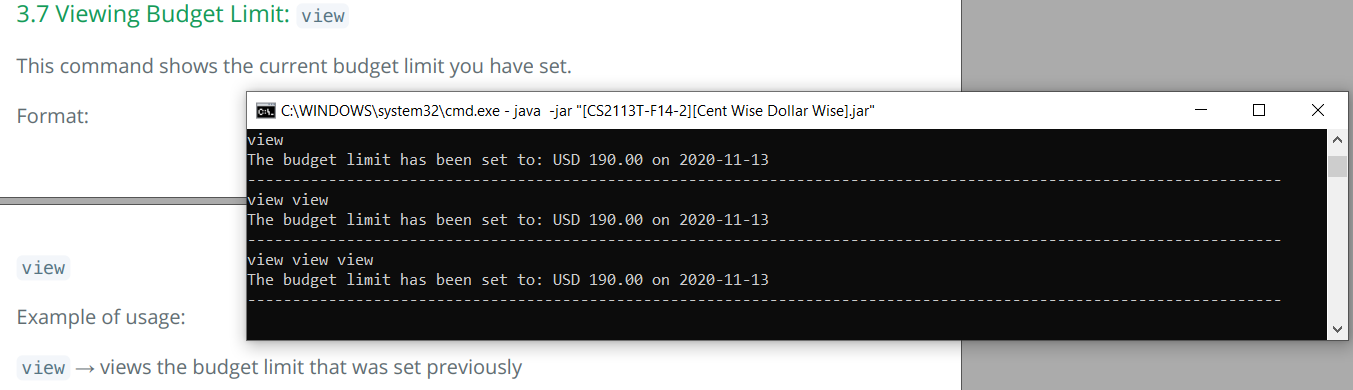 3.7 Viewing Budget Limit: view
This command shows the current budget limit you have set.
Format:
C:\WINDOWS\system32\cmd.exe - java  -jar "[CS2113T-F14-2][Cent Wise Dollar Wise].jar"
view
The budget limit has been set to: USD 190.00 on 2020-11-13
--------------------------------------------------------------------------------------------------------------------
view view
The budget limit has been set to: USD 190.00 on 2020-11-13
--------------------------------------------------------------------------------------------------------------------
view view view
The budget limit has been set to: USD 190.00 on 2020-11-13
--------------------------------------------------------------------------------------------------------------------
view
Example of usage:
view → views the budget limit that was set previously